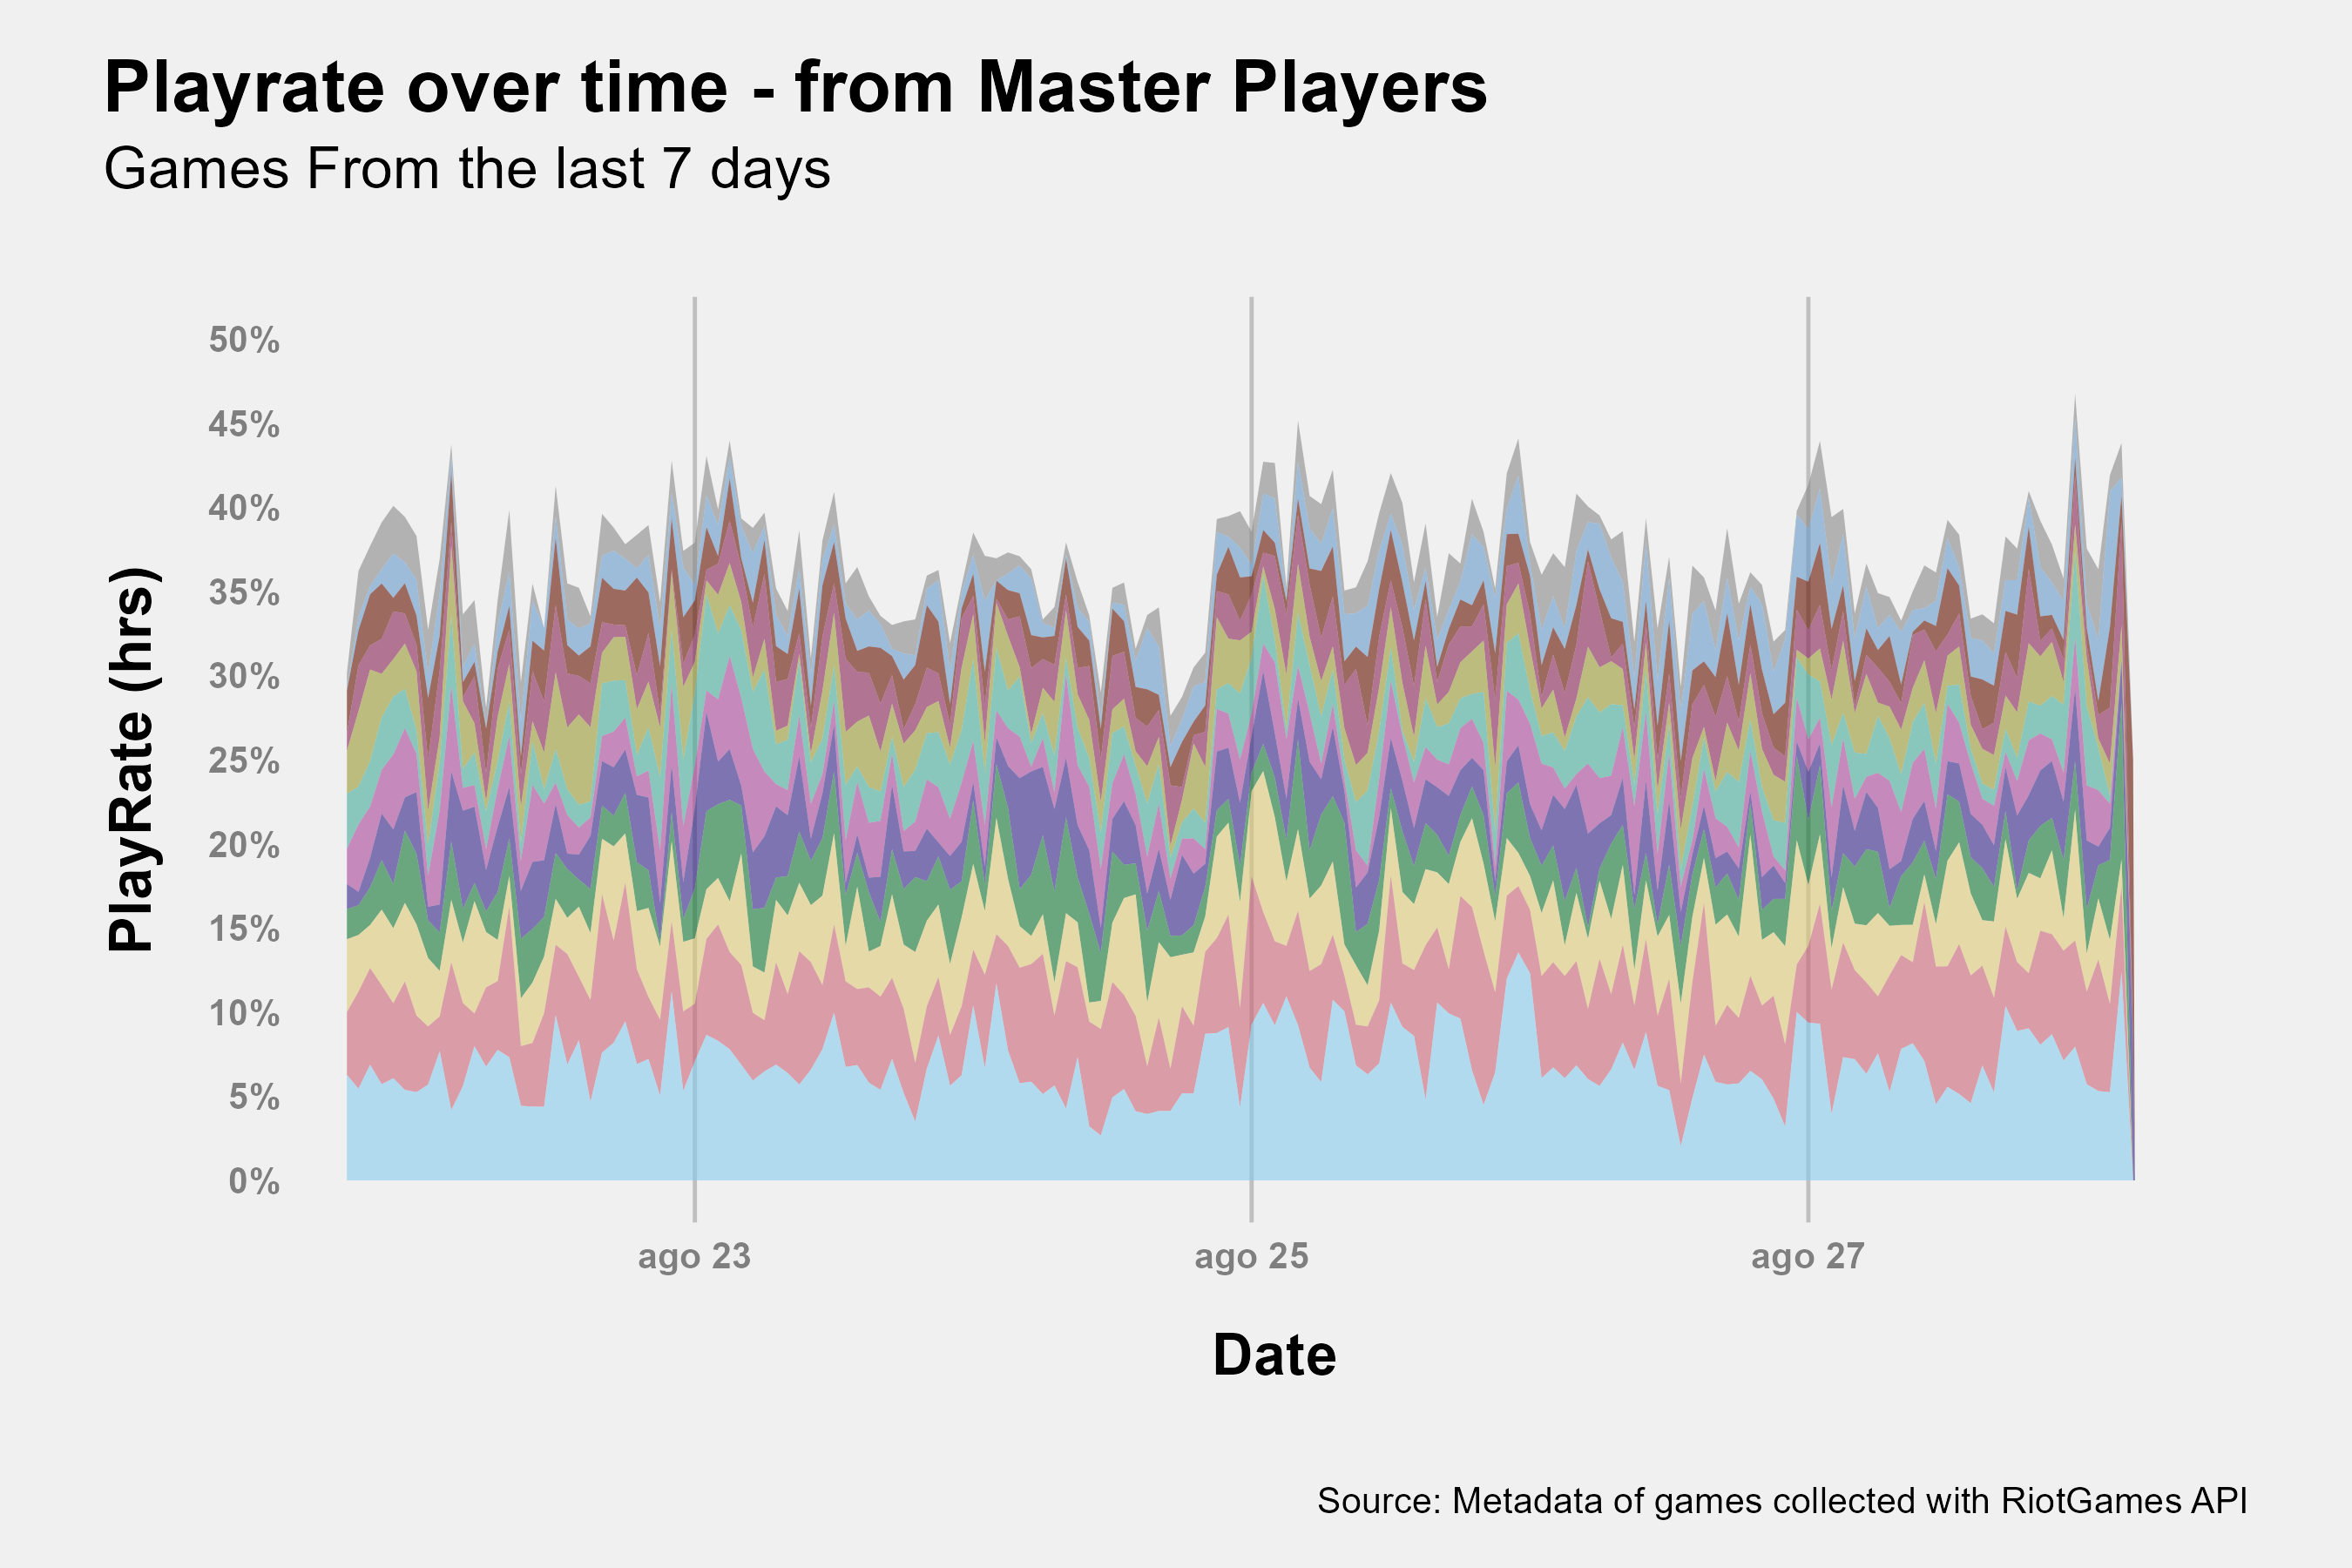 Playrate over time - from Master Players
Games From the last 7 days
PlayRate (hrs)
50%
45%
40%
35%
30%
25%
20%
15%
10%
5%
0%
ago 23
ago 25
ago 27
Date
Source: Metadata of games collected with RiotGames API